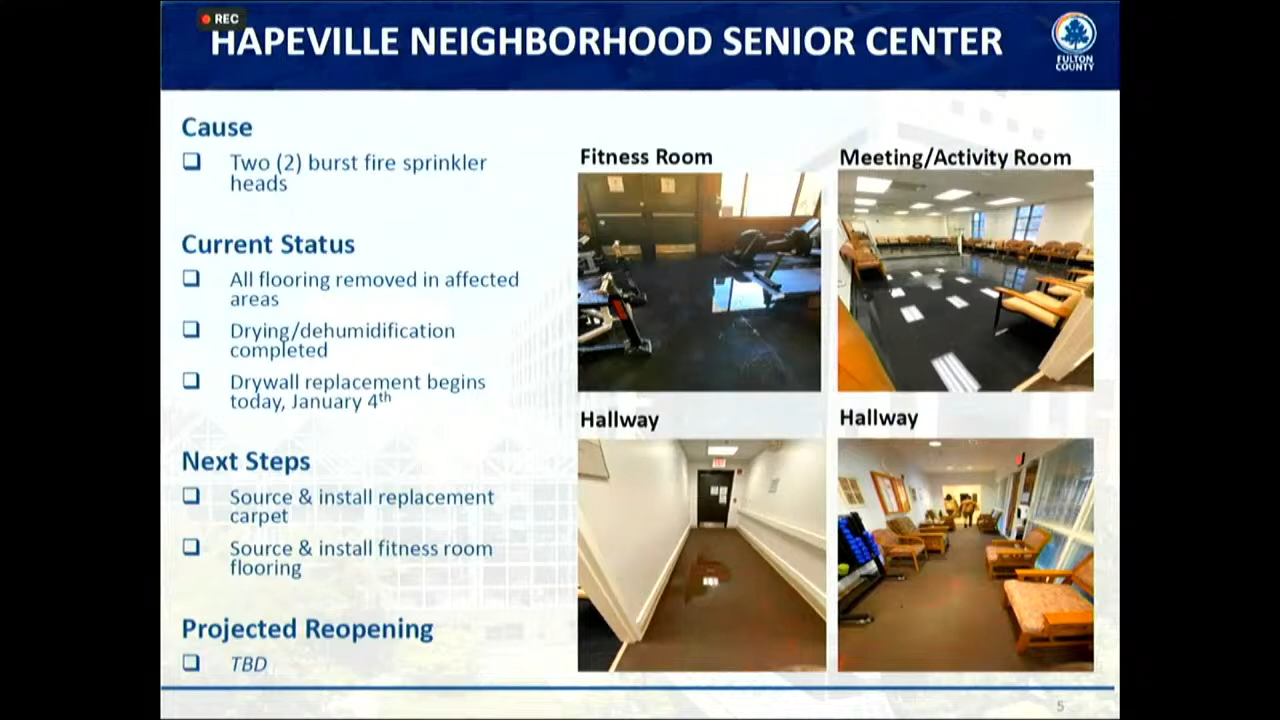 REC
HAPEVILLE NEIGHBORHOOD SENIOR CENTER
FULTON
COUNTY
Cause
Two (2) burst fire sprinkler
heads
Current Status
All flooring removed in affected
areas
Drying/dehumidification
completed
Drywall replacement begins
today, January 4th
Next Steps
Source & install replacement
carpet
Source & install fitness room
flooring
Projected Reopening
TBD
Fitness Room
Meeting/Activity Room
Hallway
Hallway
5